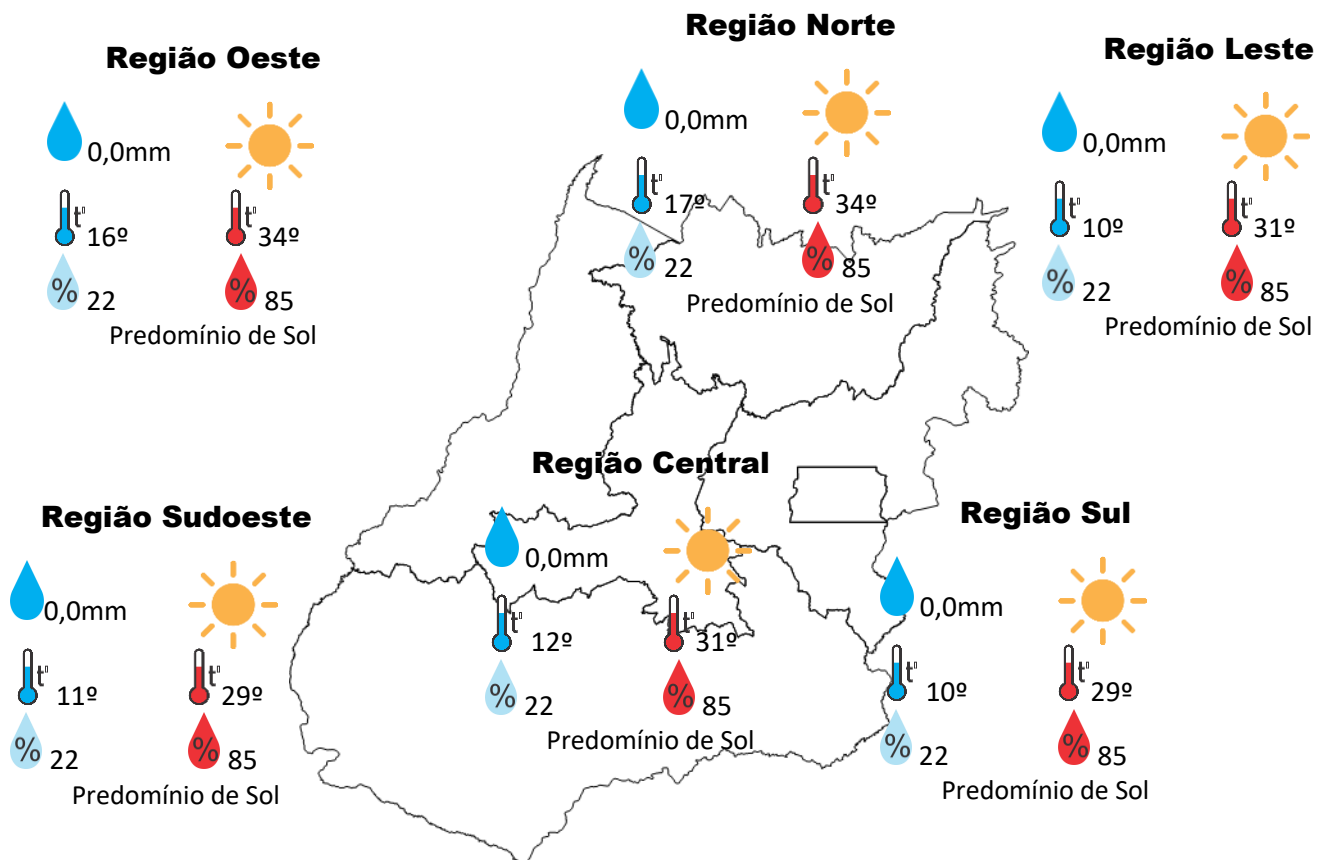 Região Oeste
0,0mm
t°
16º
t°
34º
%
22
%
85
Predomínio de Sol
Região Norte
0,0mm
t°
17º
t°
34º
%
22
%
85
Predomínio de Sol
Região Leste
0,0mm
t°
10º
t°
31º
%
22
%
85
Predomínio de Sol
Região Sudoeste
0,0mm
t°
11º
t°
29º
%
22
%
85
Predomínio de Sol
Região Central
0,0mm
t°
12º
t°
31º
%
22
%
85
Predomínio de Sol
Região Sul
0,0mm
t°
10º
t°
29º
%
22
%
85
Predomínio de Sol